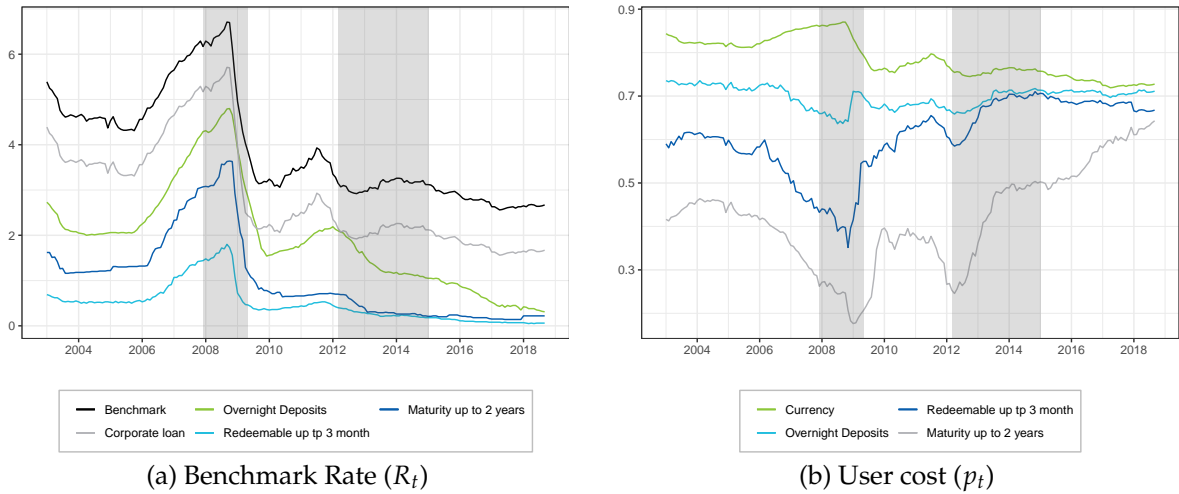 6
4
2
0
2004 2006 2008 2010 2012 2014 2016 2018
Benchmark Overnight Deposits Maturity up to 2 years
Corporate loan Redeemable up tp 3 month
(a) Benchmark Rate (Rₜ)
0.9
0.7
0.5
0.3
2004 2006 2008 2010 2012 2014 2016 2018
Currency Redeemable up tp 3 month
Overnight Deposits Maturity up to 2 years
(b) User cost (pₜ)